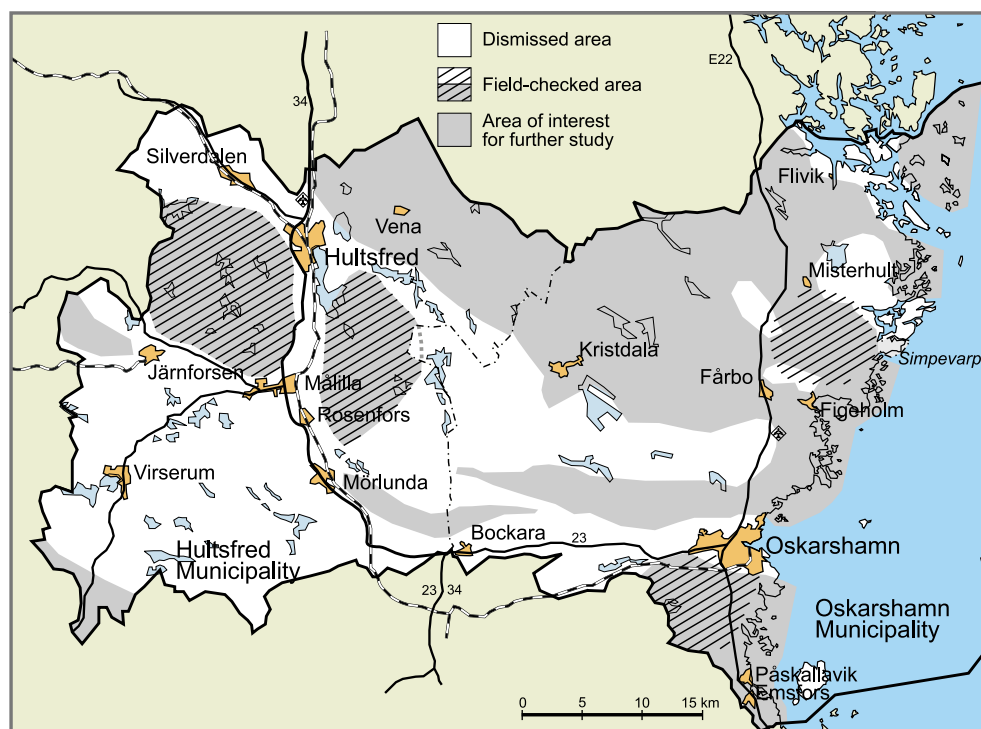 Dismissed area
E22
Field-checked area
34
Area of interest
for further study
Silverdalen
Flivik
Vena
Hultsfred
Misterhult
Kristdala
Simpevarp
Järnforsen
Målilla
Fårbo
Rosenfors
Figeholm
Virserum
Mörlunda
Bockara
23
Oskarshamn
Hultsfred
Municipality
23
34
Oskarshamn
Municipality
Påskallavik
Emsfors
0 5 10 15 km